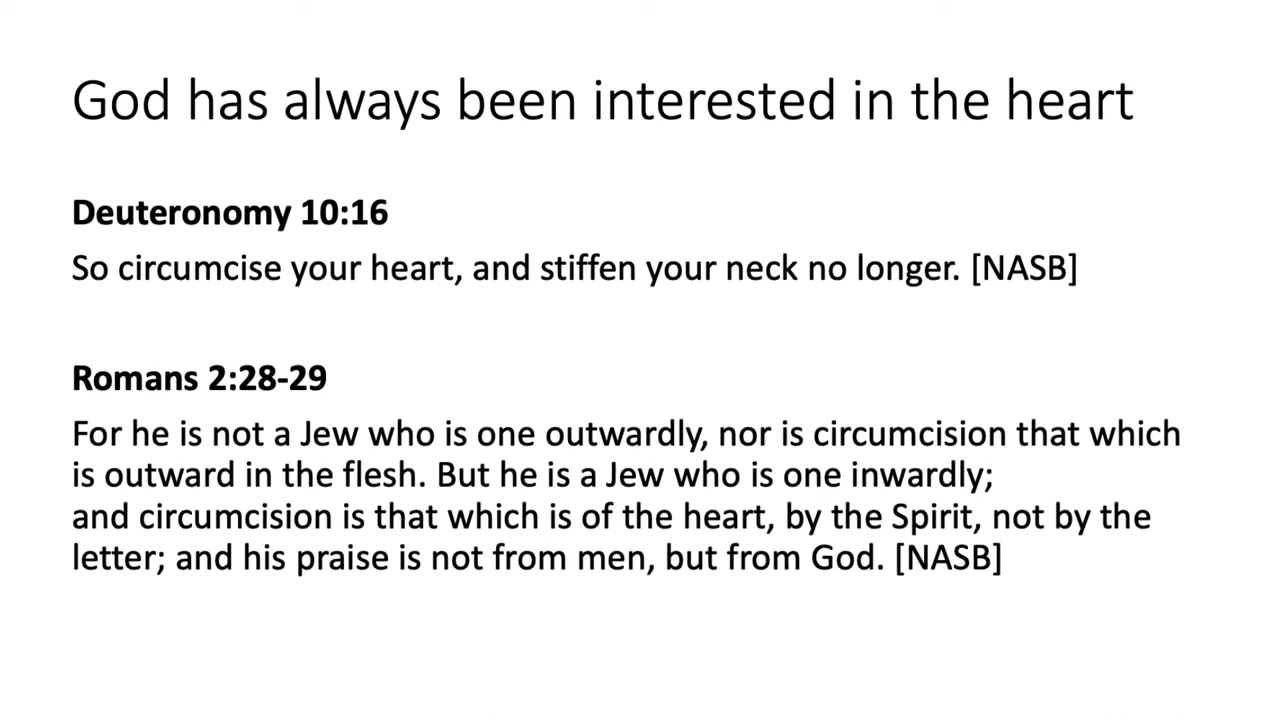 God has always been interested in the heart
Deuteronomy 10:16
So circumcise your heart, and stiffen your neck no longer. [NASB]
Romans 2:28-29
For he is not a Jew who is one outwardly, nor is circumcision that which
is outward in the flesh. But he is a Jew who is one inwardly;
and circumcision is that which is of the heart, by the Spirit, not by the
letter; and his praise is not from men, but from God. [NASB]